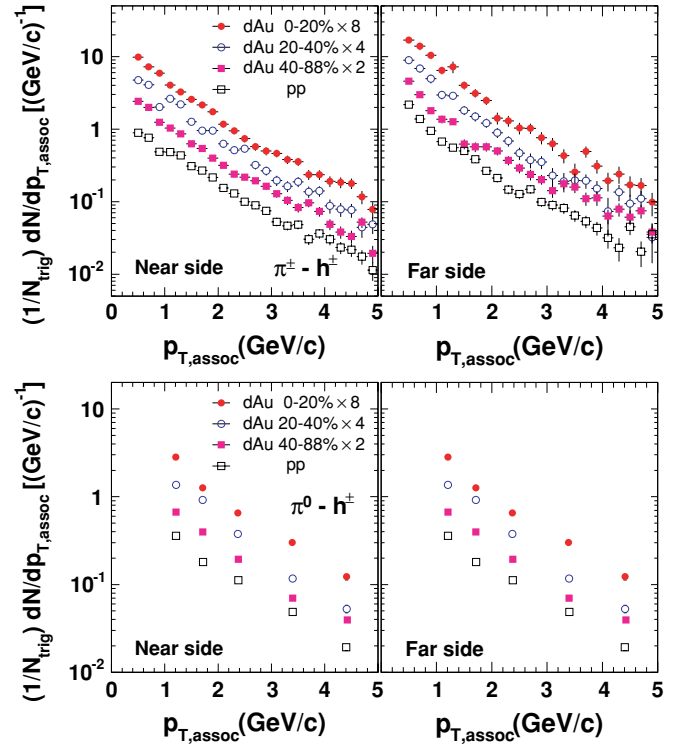 dAu 0-20%×8
dAu 20-40%×4
dAu 40-88%×2
pp
10
1
10⁻¹
10⁻²
(1/N_trig) dN/dp_T,assoc [(GeV/c)⁻¹]
Near side
π± - h±
Far side
0 1 2 3 4 5
1 2 3 4 5
p_T,assoc(GeV/c)
p_T,assoc(GeV/c)
dAu 0-20%×8
dAu 20-40%×4
dAu 40-88%×2
pp
π⁰ - h±
10
1
10⁻¹
10⁻²
(1/N_trig) dN/dp_T,assoc [(GeV/c)⁻¹]
Near side
Far side
0 1 2 3 4 5
1 2 3 4 5
p_T,assoc(GeV/c)
p_T,assoc(GeV/c)